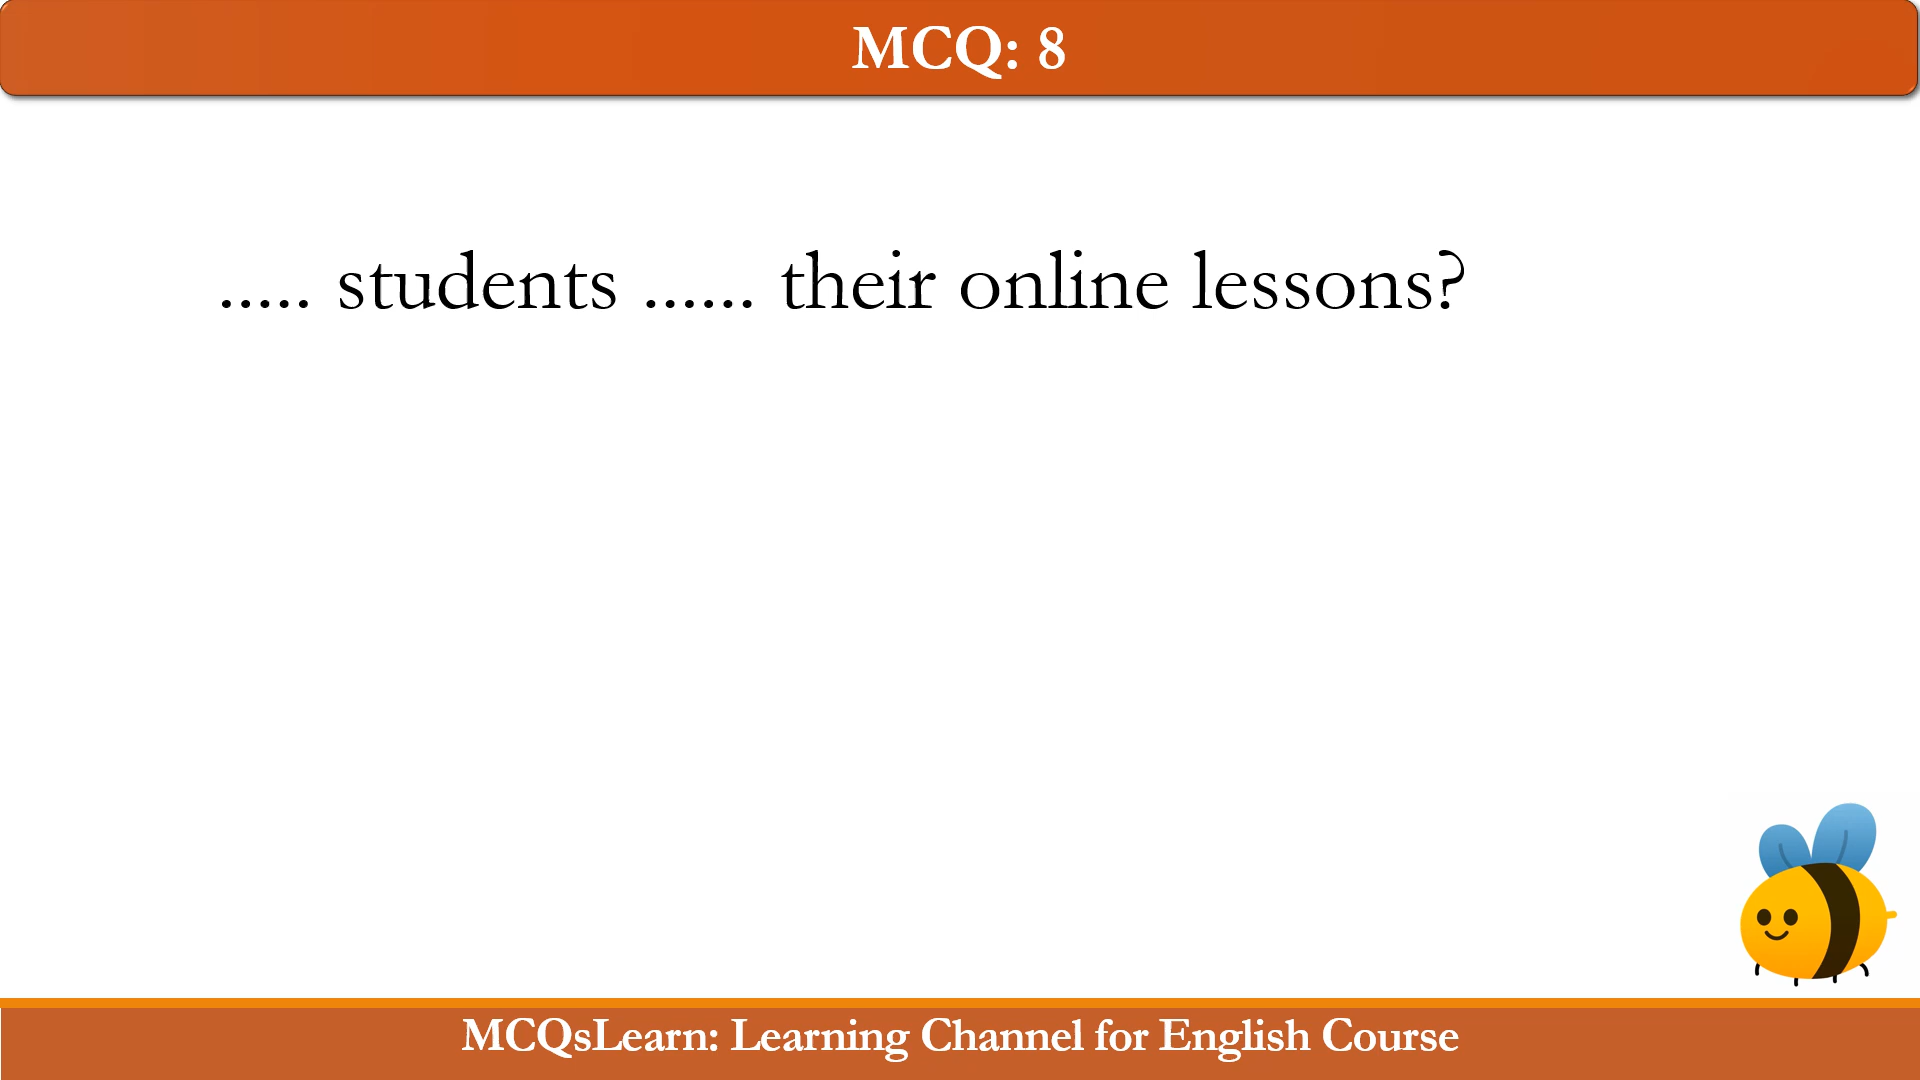 MCQ: 8
..... students ...... their online lessons?
MCQsLearn: Learning Channel for English Course